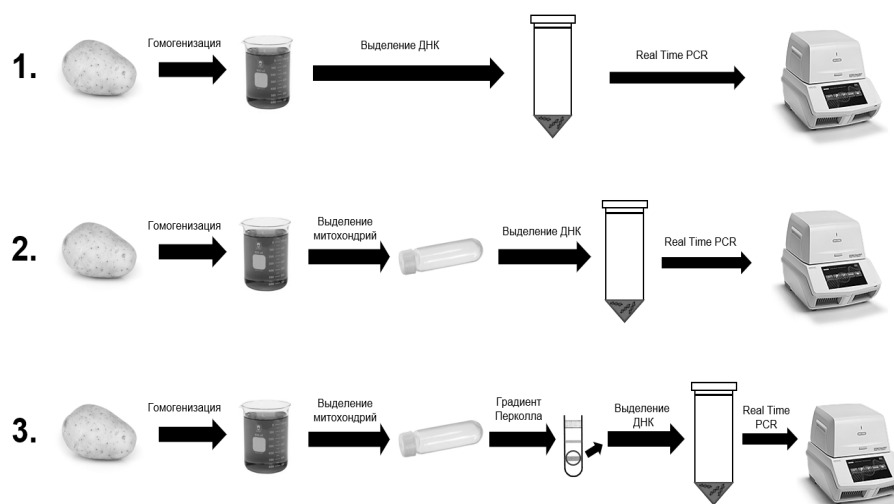 1.
Гомогенизация
Выделение ДНК
Real Time PCR
2.
Гомогенизация
Выделение
митохондрий
Выделение ДНК
Real Time PCR
3.
Гомогенизация
Выделение
митохондрий
Градиент
Перколла
Выделение
ДНК
Real Time
PCR